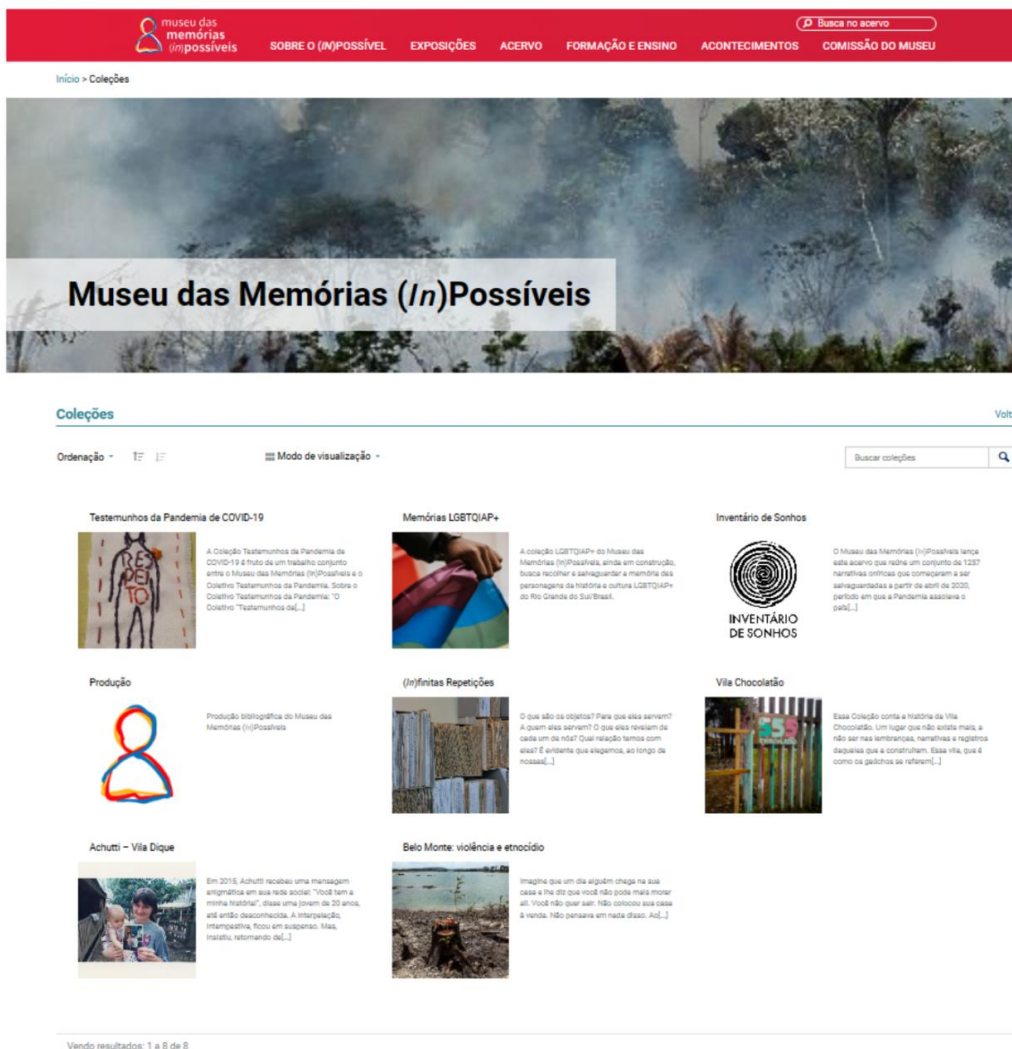 museu das
memórias
(in)possíveis
Busca no acervo
SOBRE O (IN)POSSÍVEL EXPOSIÇÕES ACERVO FORMAÇÃO E ENSINO ACONTECIMENTOS COMISSÃO DO MUSEU
Início > Coleções
Museu das Memórias (In)Possíveis
Coleções
Volt
Ordenação
Modo de visualização
Buscar coleções
Testemunhos da Pandemia de COVID-19
RES
PEI
TO
A Coleção Testemunhos da Pandemia de
COVID-19 é fruto de um trabalho conjunto
entre o Museu das Memórias (In)Possíveis e o
Coletivo Testemunhos da Pandemia. Sobre o
Coletivo Testemunhos da Pandemia: "O
Coletivo "Testemunhos da[...]
Memórias LGBTQIAP+
A coleção LGBTQIAP+ do Museu das
Memórias (In)Possíveis, ainda em construção,
busca recolher e salvaguardar a memória das
personagens da história e cultura LGBTQIAP+
do Rio Grande do Sul/Brasil.
Inventário de Sonhos
INVENTÁRIO
DE SONHOS
O Museu das Memórias (In)Possíveis lança
este acervo que reúne um conjunto de 1257
narrativas oníricas que começaram a ser
salvaguardadas a partir de abril de 2020,
período em que a Pandemia assolava o
país[...]
Produção
Produção bibliográfica do Museu das
Memórias (In)Possíveis
(In)finitas Repetições
O que são os objetos? Para que eles servem?
A quem eles servem? O que eles revelam de
cada um de nós? Qual relação temos com
eles? É evidente que elegemos, ao longo de
nossas[...]
Vila Chocolatão
555
Essa Coleção conta a história da Vila
Chocolatão. Um lugar que não existe mais, a
não ser nas lembranças, narrativas e registros
daqueles que a construíram. Essa vila, que é
como os gaúchos se referem[...]
Achutti – Vila Dique
Em 2015, Achutti recebeu uma mensagem
enigmática em sua rede social: "Você tem a
minha história!", disse uma jovem de 20 anos,
até então desconhecida. A interpelação,
intempestiva, ficou em suspenso. Mas,
insistiu, retornando de[...]
Belo Monte: violência e etnocídio
Imagine que um dia alguém chega na sua
casa e lhe diz que você não pode mais morar
ali. Você não quer sair. Não colocou sua casa
à venda. Não pensava em nada disso. Ao[...]
Vendo resultados: 1 a 8 de 8